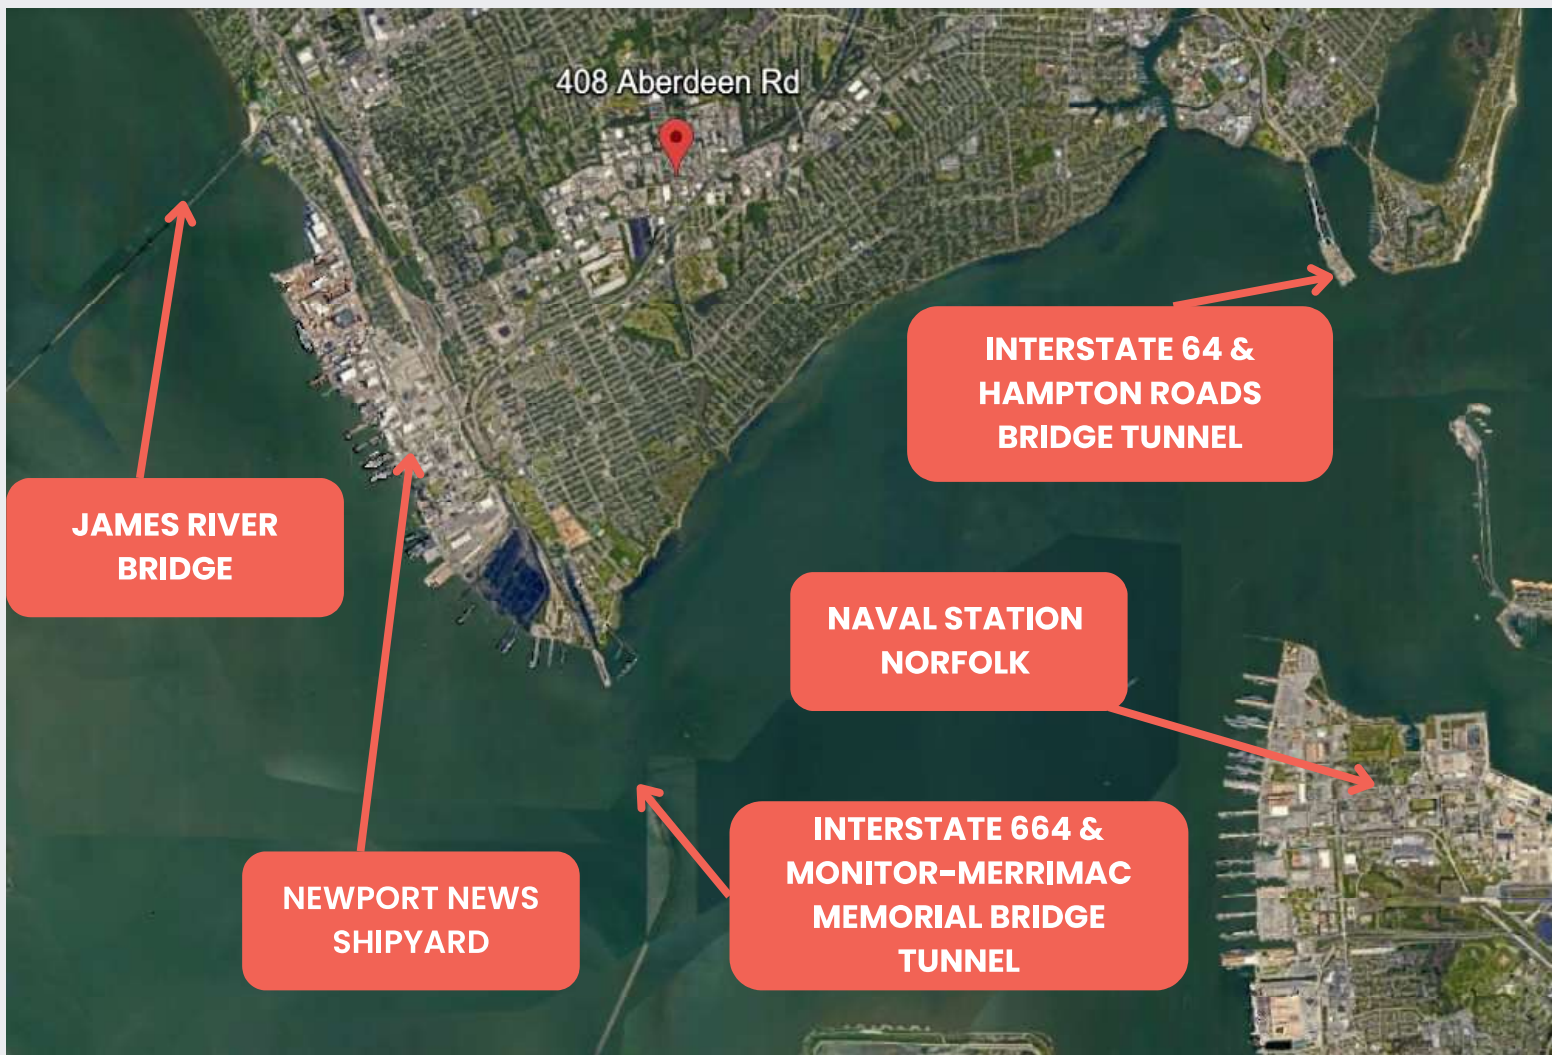 408 Aberdeen Rd
INTERSTATE 64 &
HAMPTON ROADS
BRIDGE TUNNEL
JAMES RIVER
BRIDGE
NAVAL STATION
NORFOLK
INTERSTATE 664 &
MONITOR-MERRIMAC
MEMORIAL BRIDGE
TUNNEL
NEWPORT NEWS
SHIPYARD